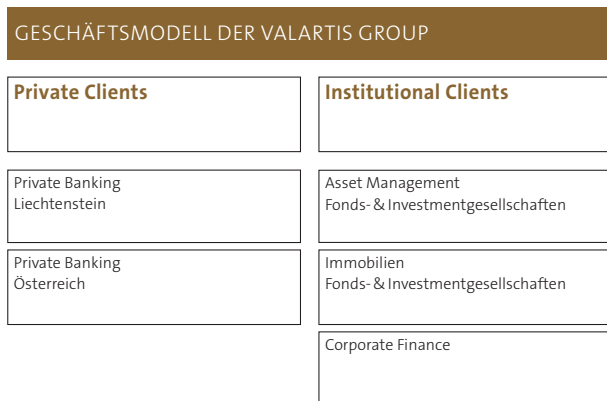 GESCHÄFTSMODELL DER VALARTIS GROUP
Private Clients
Institutional Clients
Private Banking
Liechtenstein
Asset Management
Fonds- & Investmentgesellschaften
Private Banking
Österreich
Immobilien
Fonds- & Investmentgesellschaften
Corporate Finance